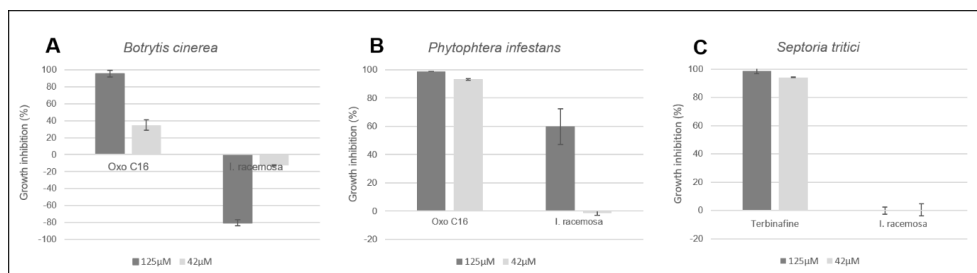 A
Botrytis cinerea
Growth inhibition (%)
100
80
60
40
20
0
-20
-40
-60
-80
-100
Oxo C16
I. racemosa
125µM
42µM
B
Phytophtera infestans
Growth inhibition (%)
100
80
60
40
20
0
-20
Oxo C16
I. racemosa
125µM
42µM
C
Septoria tritici
Growth inhibition (%)
100
80
60
40
20
0
-20
Terbinafine
I. racemosa
125µM
42µM